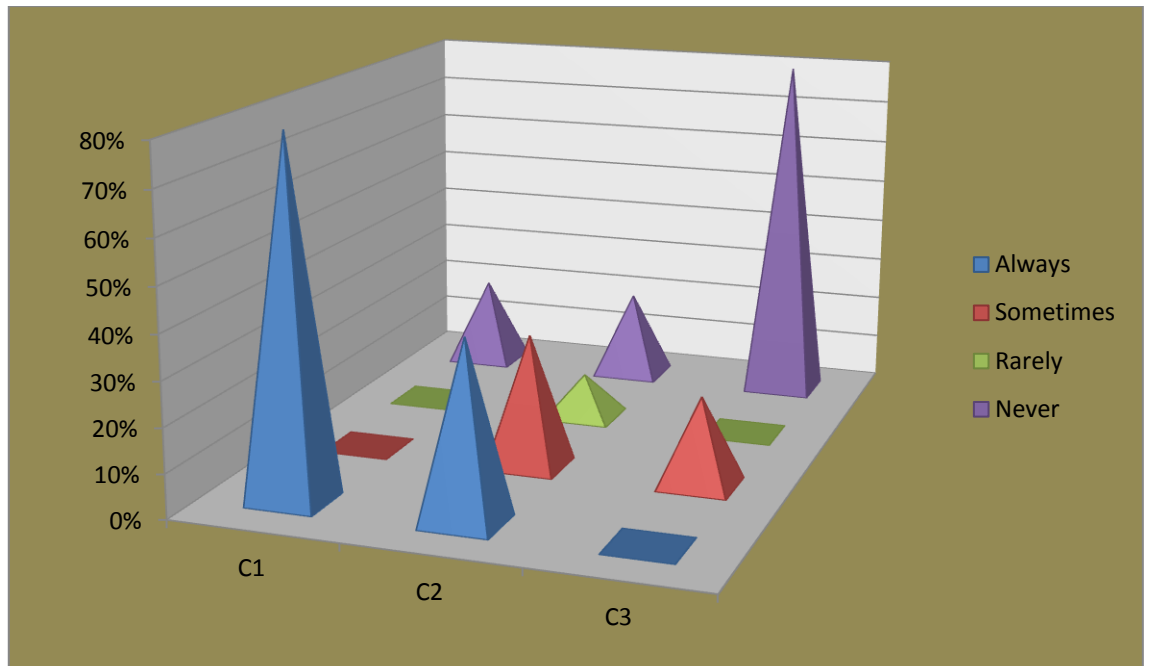 80%
70%
60%
50%
40%
30%
20%
10%
0%
C1
C2
C3
Always
Sometimes
Rarely
Never